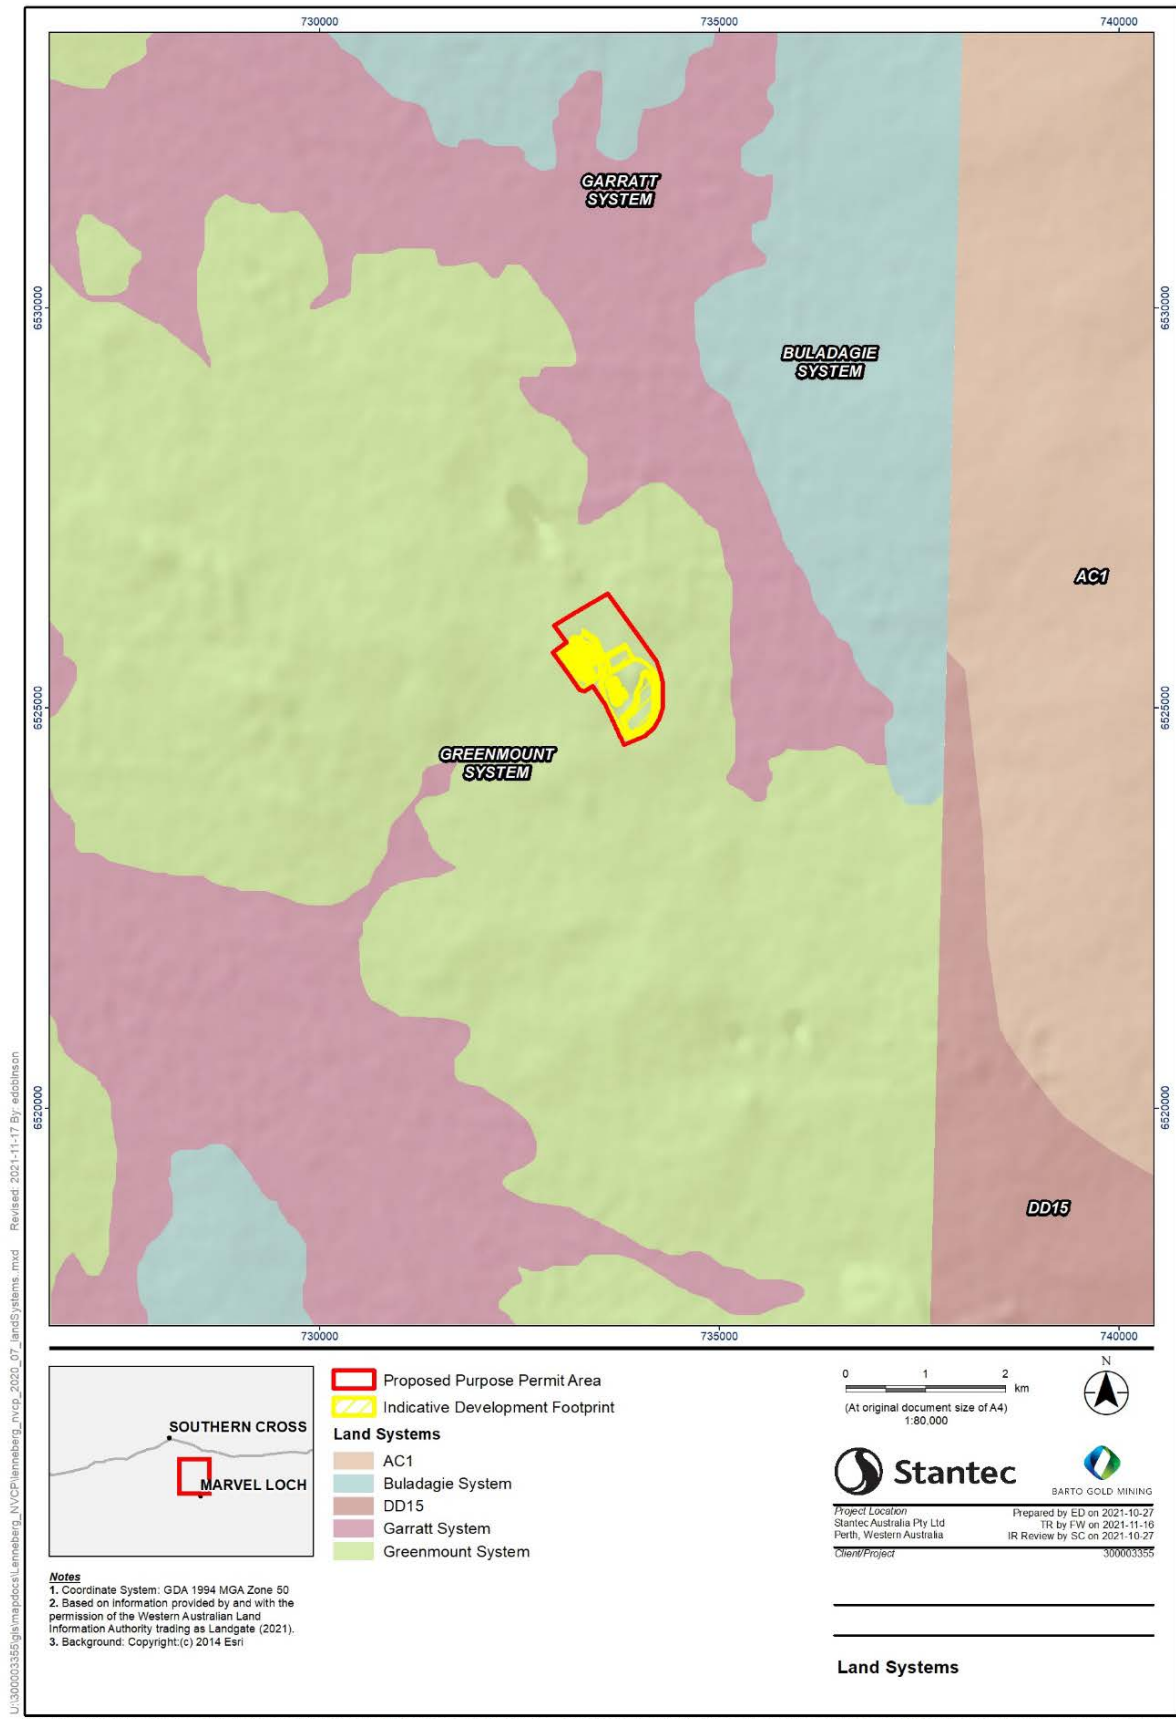 730000
735000
740000
GARRATT
SYSTEM
6530000
6530000
BULADAGIE
SYSTEM
AC1
6525000
6525000
GREENMOUNT
SYSTEM
6520000
6520000
DD15
730000
735000
740000
U:\300003355\gis\mapdocs\Lenneberg_NVCP\lenneberg_nvcp_2020_07_landSystems.mxd Revised: 2021-11-17 By: edobinson
SOUTHERN CROSS
MARVEL LOCH
Notes
1. Coordinate System: GDA 1994 MGA Zone 50
2. Based on information provided by and with the
permission of the Western Australian Land
Information Authority trading as Landgate (2021).
3. Background: Copyright:(c) 2014 Esri
Proposed Purpose Permit Area
Indicative Development Footprint
Land Systems
AC1
Buladagie System
DD15
Garratt System
Greenmount System
0 1 2
km
(At original document size of A4)
1:80,000
N
Stantec
BARTO GOLD MINING
Project Location
Stantec Australia Pty Ltd
Perth, Western Australia
Prepared by ED on 2021-10-27
TR by FW on 2021-11-16
IR Review by SC on 2021-10-27
Client/Project 300003355
Land Systems